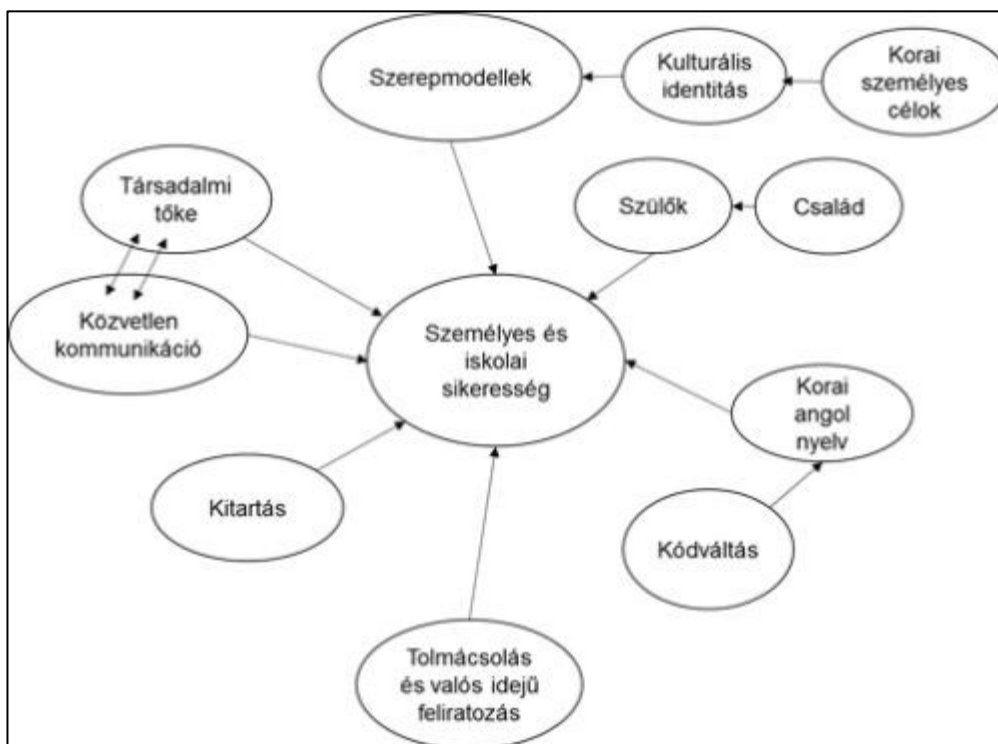 Szerepmodellek
Kulturális
identitás
Korai
személyes
célok
Társadalmi
tőke
Szülők
Család
Közvetlen
kommunikáció
Személyes és
iskolai
sikeresség
Korai
angol
nyelv
Kitartás
Kódváltás
Tolmácsolás
és valós idejű
feliratozás